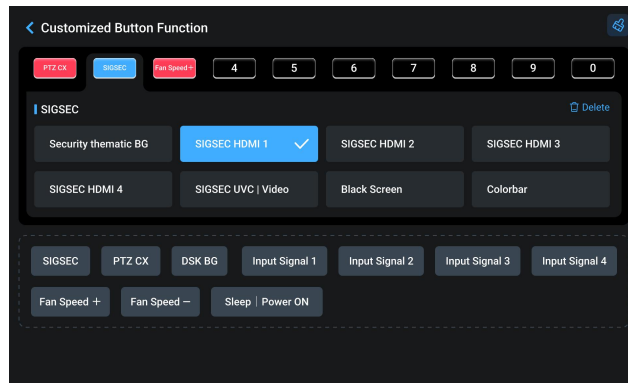 Customized Button Function
PTZ CX SIGSEC Fan Speed+ 4 5 6 7 8 9 0
SIGSEC Delete
Security thematic BG SIGSEC HDMI 1 SIGSEC HDMI 2 SIGSEC HDMI 3
SIGSEC HDMI 4 SIGSEC UVC | Video Black Screen Colorbar
SIGSEC PTZ CX DSK BG Input Signal 1 Input Signal 2 Input Signal 3 Input Signal 4
Fan Speed + Fan Speed − Sleep | Power ON